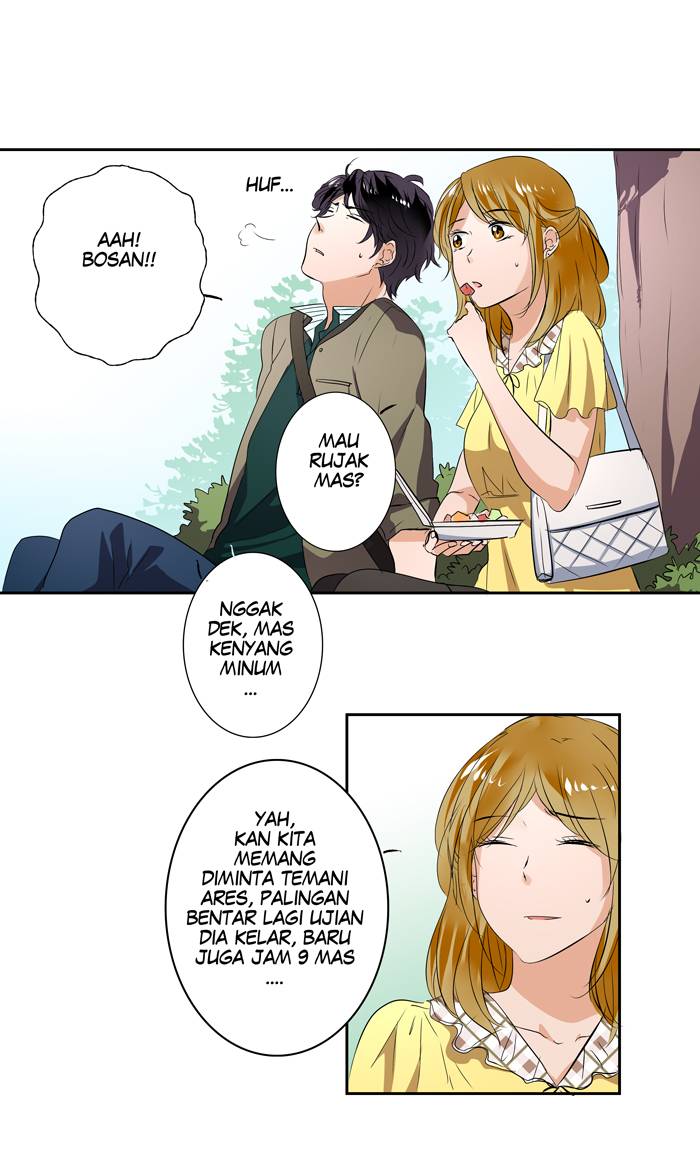 AAH!
BOSAN!!
HUF...
MAU
RUJAK
MAS?
NGGAK
DEK, MAS
KENYANG
MINUM
...
YAH,
KAN KITA
MEMANG
DIMINTA TEMANI
ARES, PALINGAN
BENTAR LAGI UJIAN
DIA KELAR, BARU
JUGA JAM 9 MAS
....